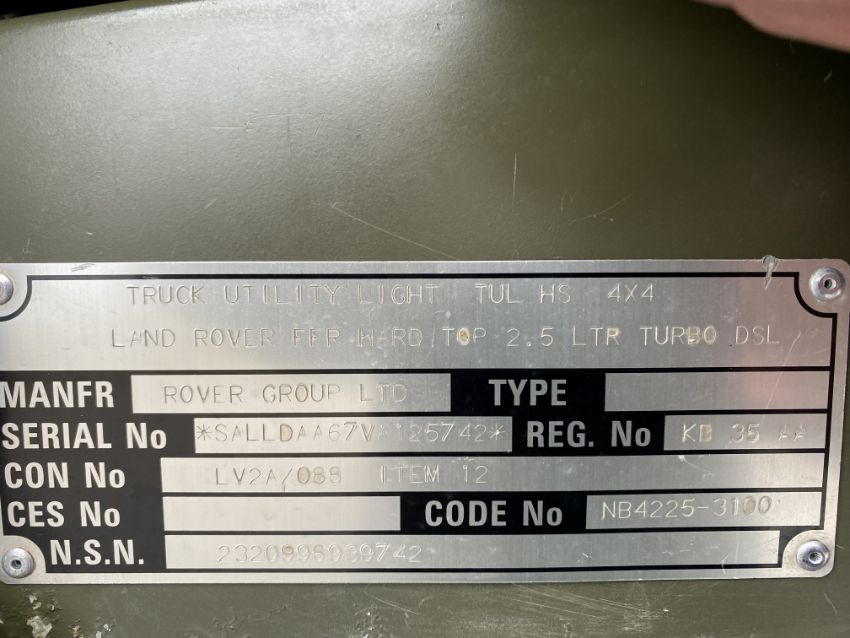 TRUCK UTILITY LIGHT TUL HS 4X4
LAND ROVER FFR HARD TOP 2.5 LTR TURBO DSL
MANFR ROVER GROUP LTD TYPE
SERIAL No *SALLDAA67VA125742* REG. No KB 35 AA
CON No LV2A/088 ITEM 12
CES No CODE No NB4225-3100
N.S.N. 2320996939742